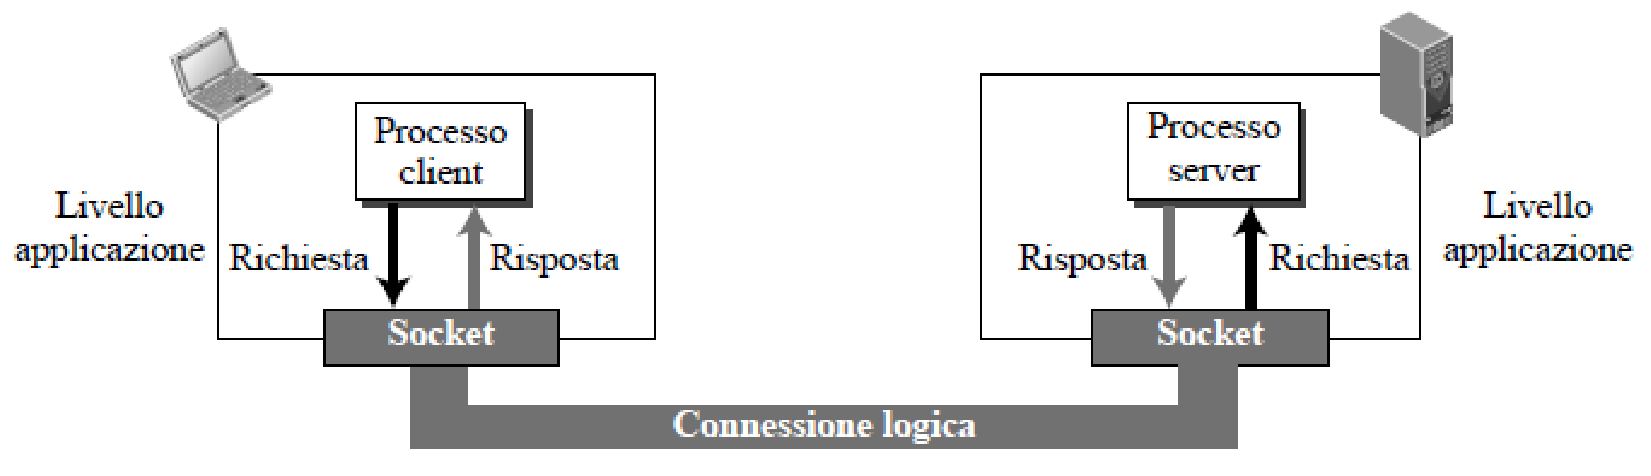 Processo
client
Livello
applicazione
Richiesta
Risposta
Socket
Processo
server
Risposta
Richiesta
Livello
applicazione
Socket
Connessione logica